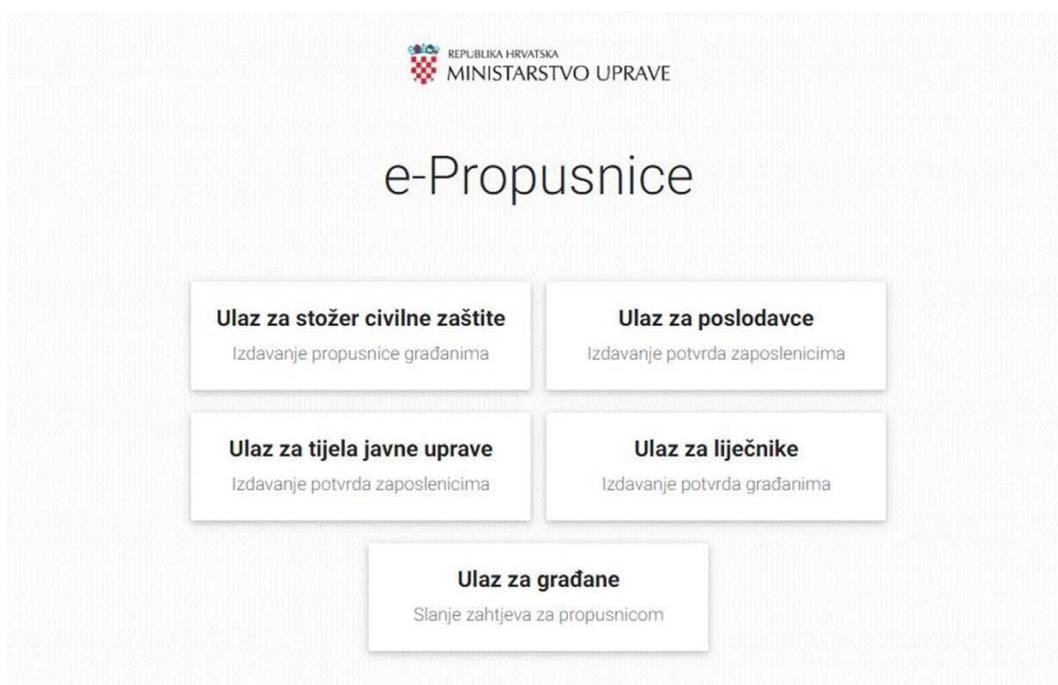 REPUBLIKA HRVATSKA
MINISTARSTVO UPRAVE
e-Propusnice
Ulaz za stožer civilne zaštite
Izdavanje propusnice građanima
Ulaz za poslodavce
Izdavanje potvrda zaposlenicima
Ulaz za tijela javne uprave
Izdavanje potvrda zaposlenicima
Ulaz za liječnike
Izdavanje potvrda građanima
Ulaz za građane
Slanje zahtjeva za propusnicom